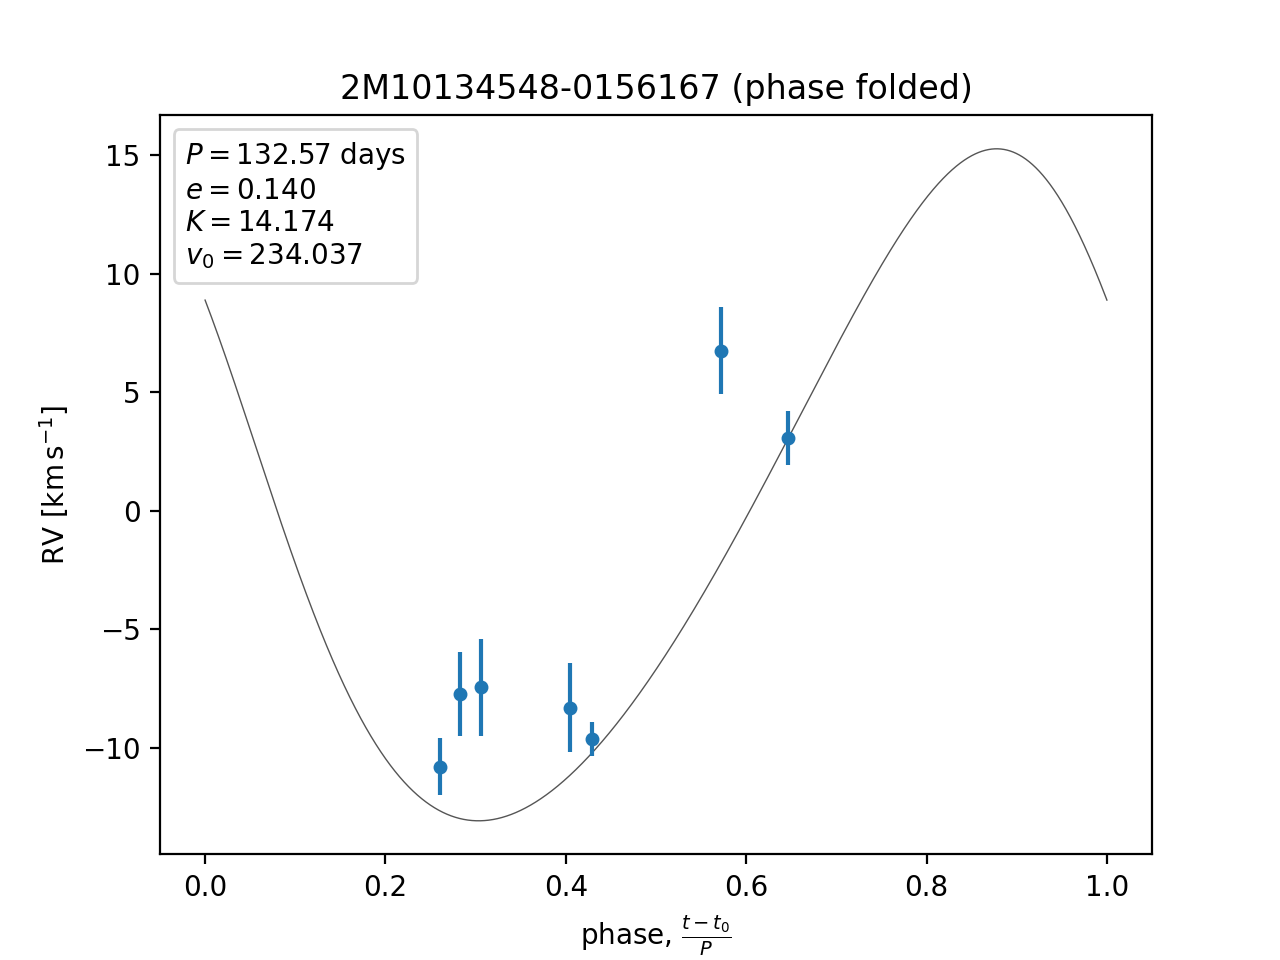 2M10134548-0156167 (phase folded)
P = 132.57 days
e = 0.140
K = 14.174
v₀ = 234.037
15
10
5
0
−5
−10
RV [km s⁻¹]
0.0 0.2 0.4 0.6 0.8 1.0
phase, (t − t₀)/P